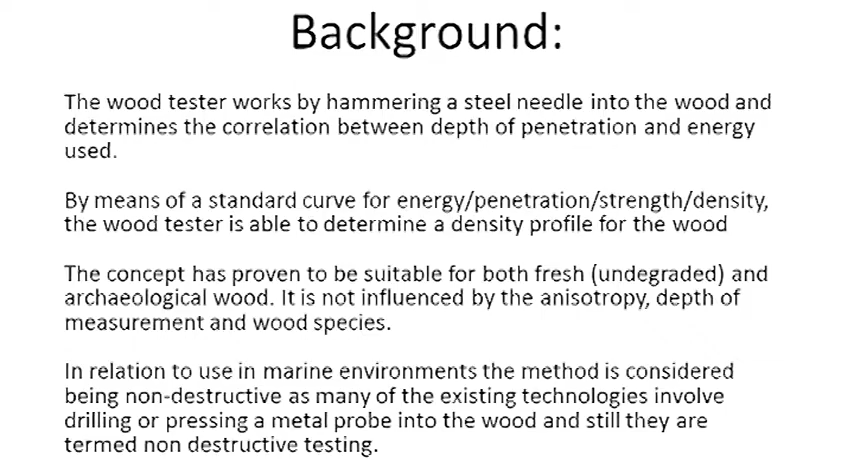 Background:
The wood tester works by hammering a steel needle into the wood and
determines the correlation between depth of penetration and energy
used.
By means of a standard curve for energy/penetration/strength/density,
the wood tester is able to determine a density profile for the wood
The concept has proven to be suitable for both fresh (undegraded) and
archaeological wood. It is not influenced by the anisotropy, depth of
measurement and wood species.
In relation to use in marine environments the method is considered
being non-destructive as many of the existing technologies involve
drilling or pressing a metal probe into the wood and still they are
termed non destructive testing.